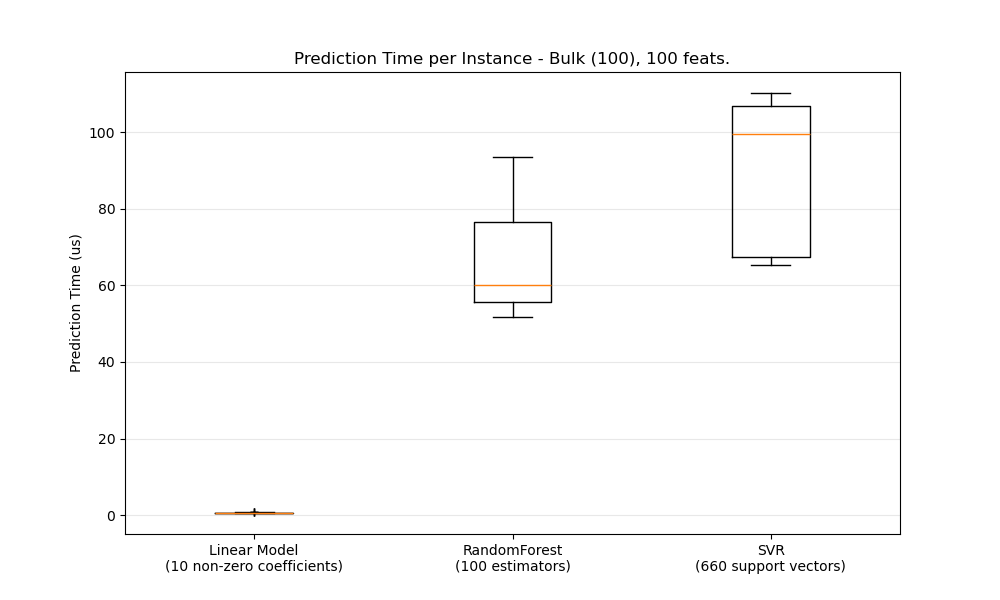 Prediction Time per Instance - Bulk (100), 100 feats.
Prediction Time (us)
100
80
60
40
20
0
Linear Model
(10 non-zero coefficients)
RandomForest
(100 estimators)
SVR
(660 support vectors)